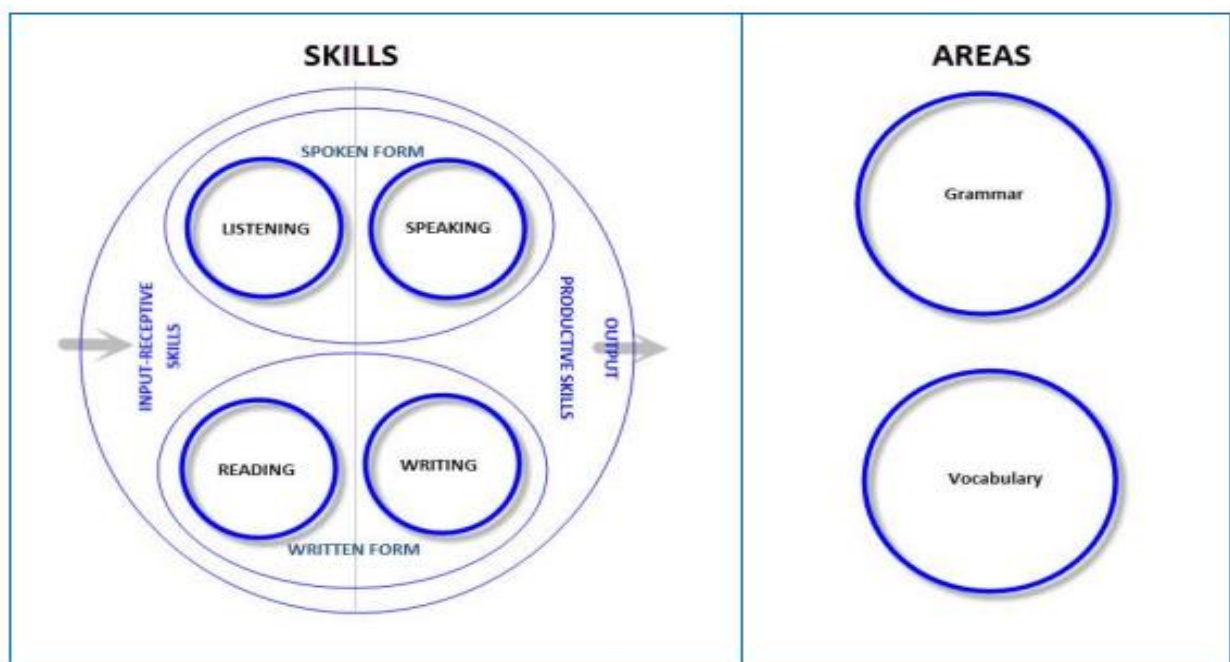 SKILLS
SPOKEN FORM
LISTENING
SPEAKING
INPUT-RECEPTIVE
SKILLS
PRODUCTIVE SKILLS
OUTPUT
READING
WRITING
WRITTEN FORM
AREAS
Grammar
Vocabulary